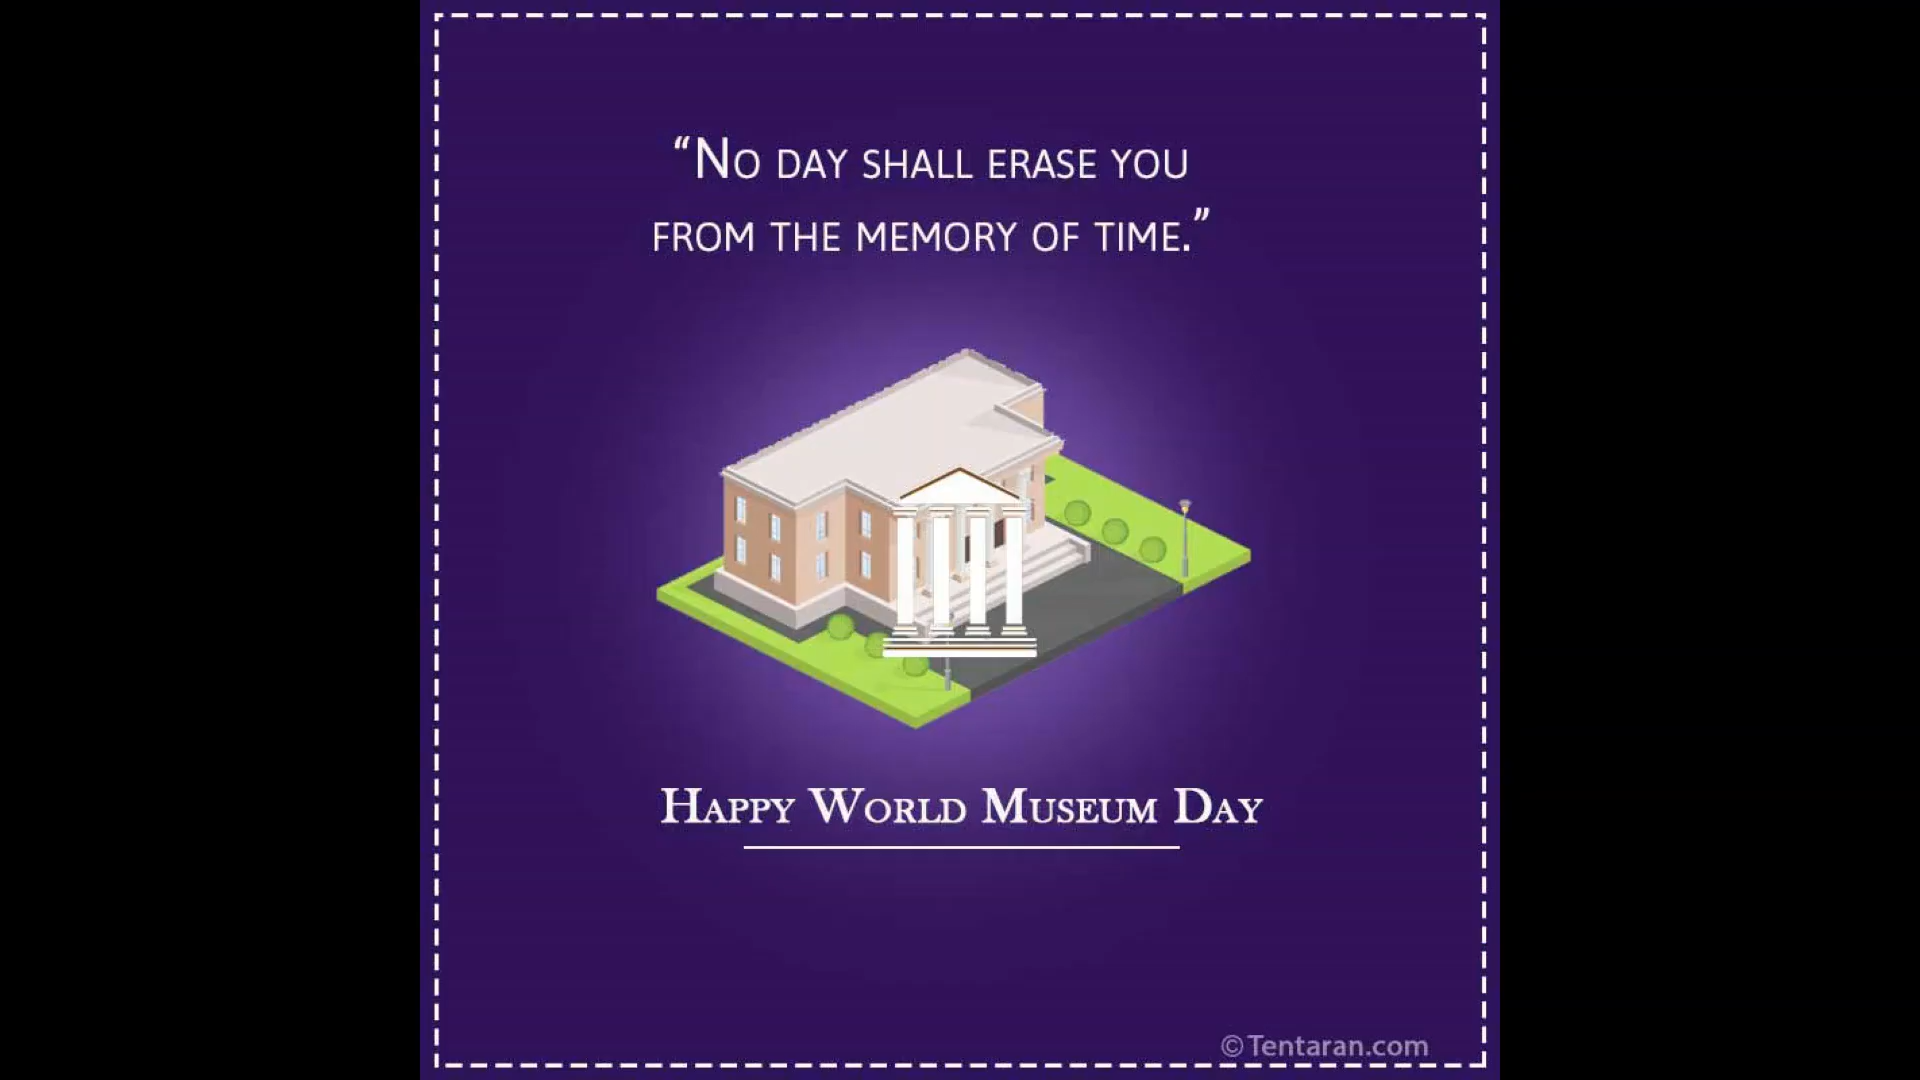 “No day shall erase you
from the memory of time.”
Happy World Museum Day
©Tentaran.com